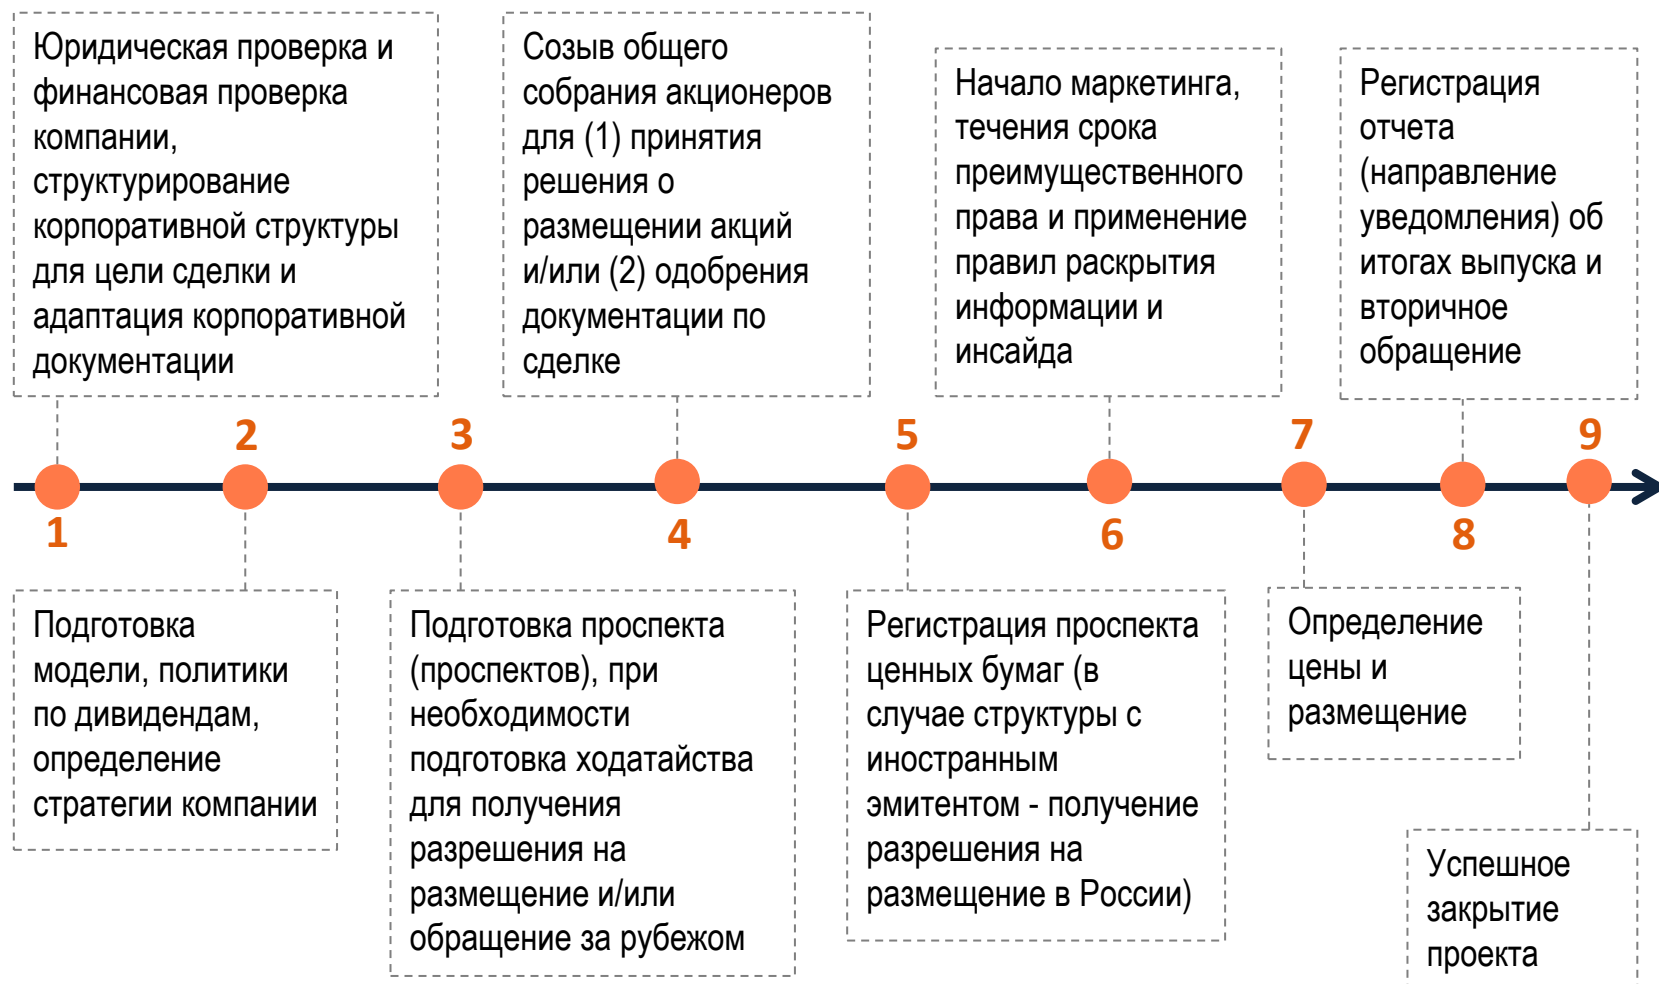 Юридическая проверка и
финансовая проверка
компании,
структурирование
корпоративной структуры
для цели сделки и
адаптация корпоративной
документации
Созыв общего
собрания акционеров
для (1) принятия
решения о
размещении акций
и/или (2) одобрения
документации по
сделке
Начало маркетинга,
течения срока
преимущественного
права и применение
правил раскрытия
информации и
инсайда
Регистрация
отчета
(направление
уведомления) об
итогах выпуска и
вторичное
обращение
2
3
5
7
9
1
4
6
8
Подготовка
модели, политики
по дивидендам,
определение
стратегии компании
Подготовка проспекта
(проспектов), при
необходимости
подготовка ходатайства
для получения
разрешения на
размещение и/или
обращение за рубежом
Регистрация проспекта
ценных бумаг (в
случае структуры с
иностранным
эмитентом - получение
разрешения на
размещение в России)
Определение
цены и
размещение
Успешное
закрытие
проекта